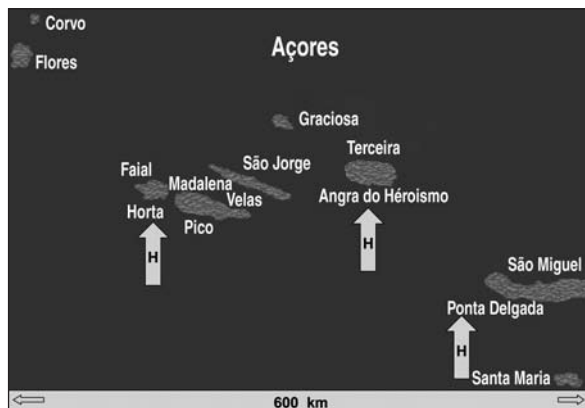 Corvo
Açores
Flores
Graciosa
Terceira
Faial
São Jorge
Madalena
Velas
Angra do Héroismo
Horta
Pico
H
H
São Miguel
Ponta Delgada
H
Santa Maria
600 km